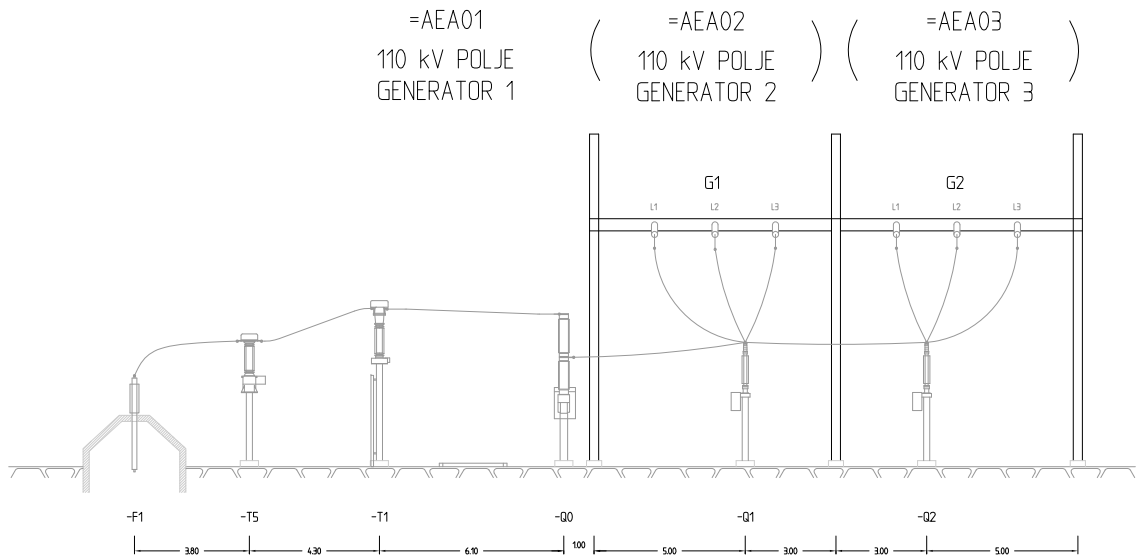 =AEA01
110 kV POLJE
GENERATOR 1
( =AEA02
110 kV POLJE
GENERATOR 2 )
( =AEA03
110 kV POLJE
GENERATOR 3 )
G1
G2
L1 L2 L3
L1 L2 L3
-F1 -T5 -T1 -Q0 -Q1 -Q2
3.80 4.30 6.10 1.00 5.00 3.00 3.00 5.00